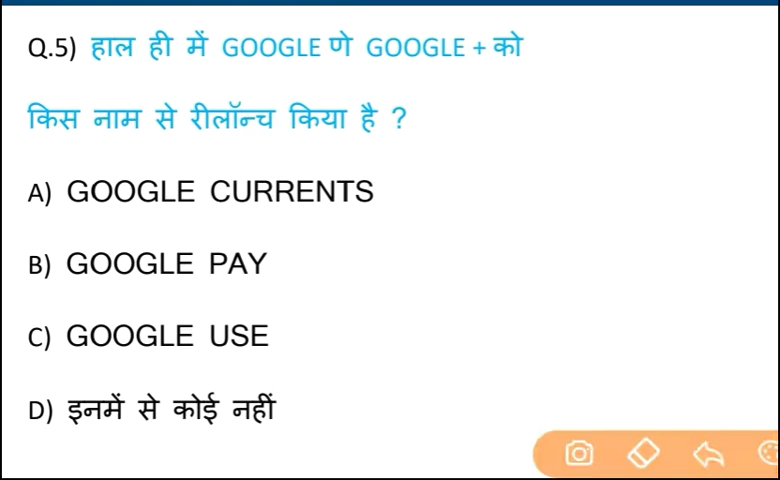 Q.5) हाल ही में GOOGLE णे GOOGLE + को
किस नाम से रीलॉन्च किया है ?
A) GOOGLE CURRENTS
B) GOOGLE PAY
C) GOOGLE USE
D) इनमें से कोई नहीं